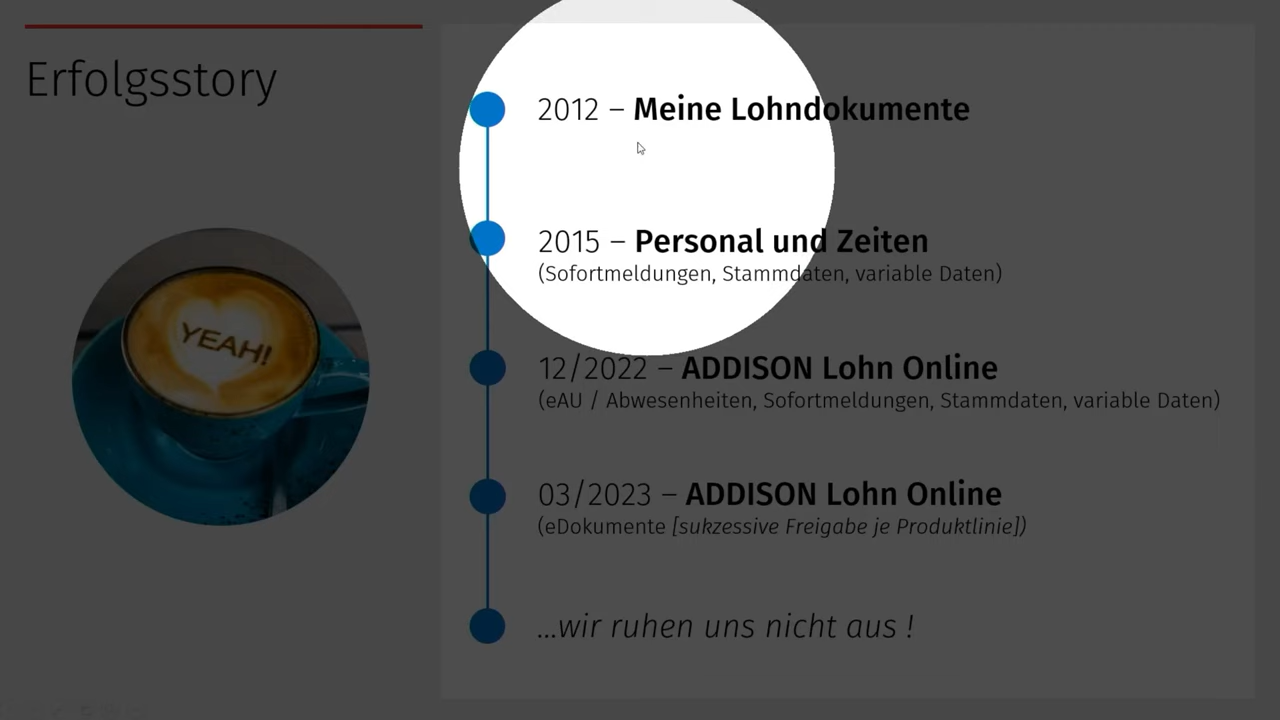 Erfolgsstory
2012 – Meine Lohndokumente
2015 – Personal und Zeiten
(Sofortmeldungen, Stammdaten, variable Daten)
12/2022 – ADDISON Lohn Online
(eAU / Abwesenheiten, Sofortmeldungen, Stammdaten, variable Daten)
03/2023 – ADDISON Lohn Online
(eDokumente [sukzessive Freigabe je Produktlinie])
...wir ruhen uns nicht aus !
YEAH!